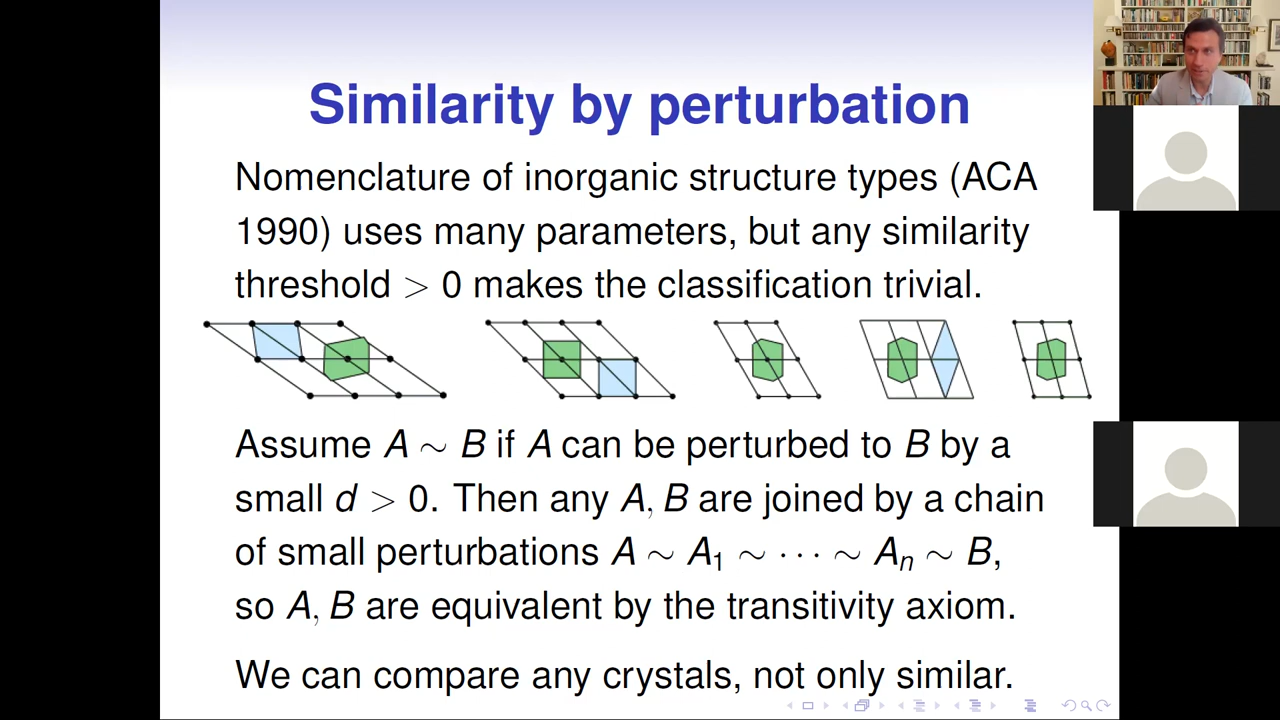 Similarity by perturbation
Nomenclature of inorganic structure types (ACA
1990) uses many parameters, but any similarity
threshold > 0 makes the classification trivial.
Assume A ∼ B if A can be perturbed to B by a
small d > 0. Then any A, B are joined by a chain
of small perturbations A ∼ A₁ ∼ ⋯ ∼ Aₙ ∼ B,
so A, B are equivalent by the transitivity axiom.
We can compare any crystals, not only similar.